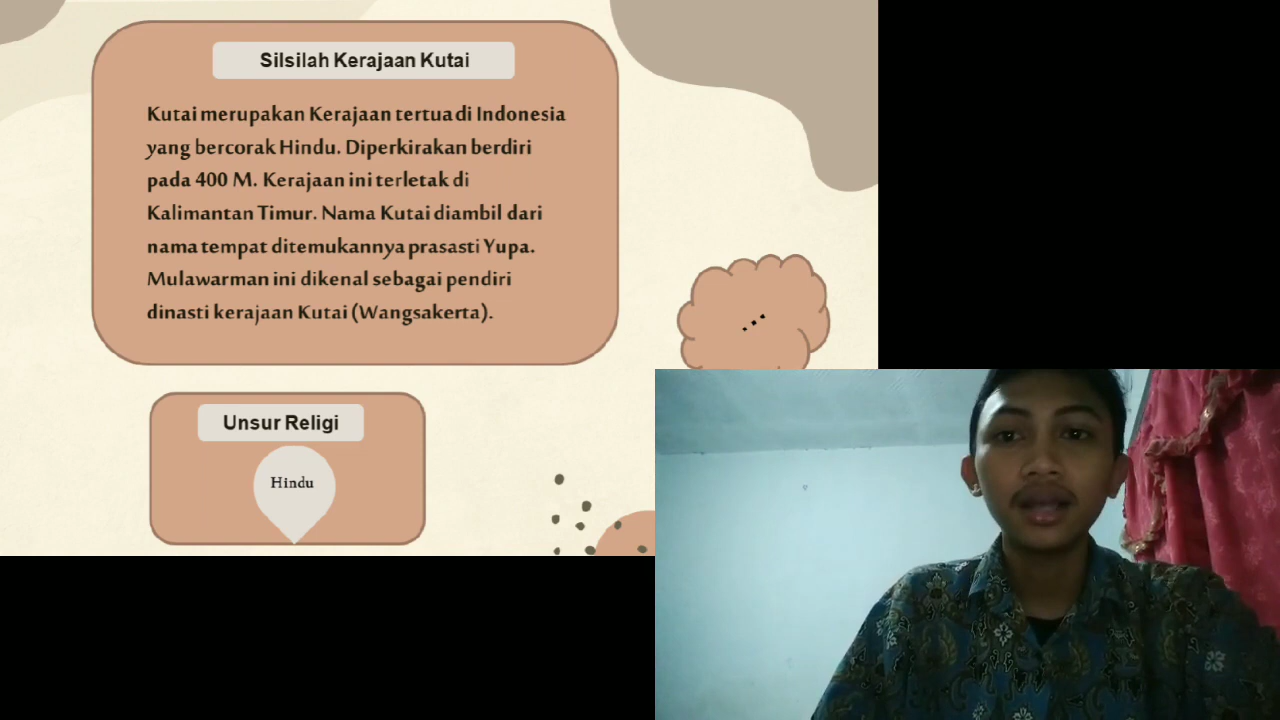 Silsilah Kerajaan Kutai
Kutai merupakan Kerajaan tertua di Indonesia
yang bercorak Hindu. Diperkirakan berdiri
pada 400 M. Kerajaan ini terletak di
Kalimantan Timur. Nama Kutai diambil dari
nama tempat ditemukannya prasasti Yupa.
Mulawarman ini dikenal sebagai pendiri
dinasti kerajaan Kutai (Wangsakerta).
Unsur Religi
Hindu